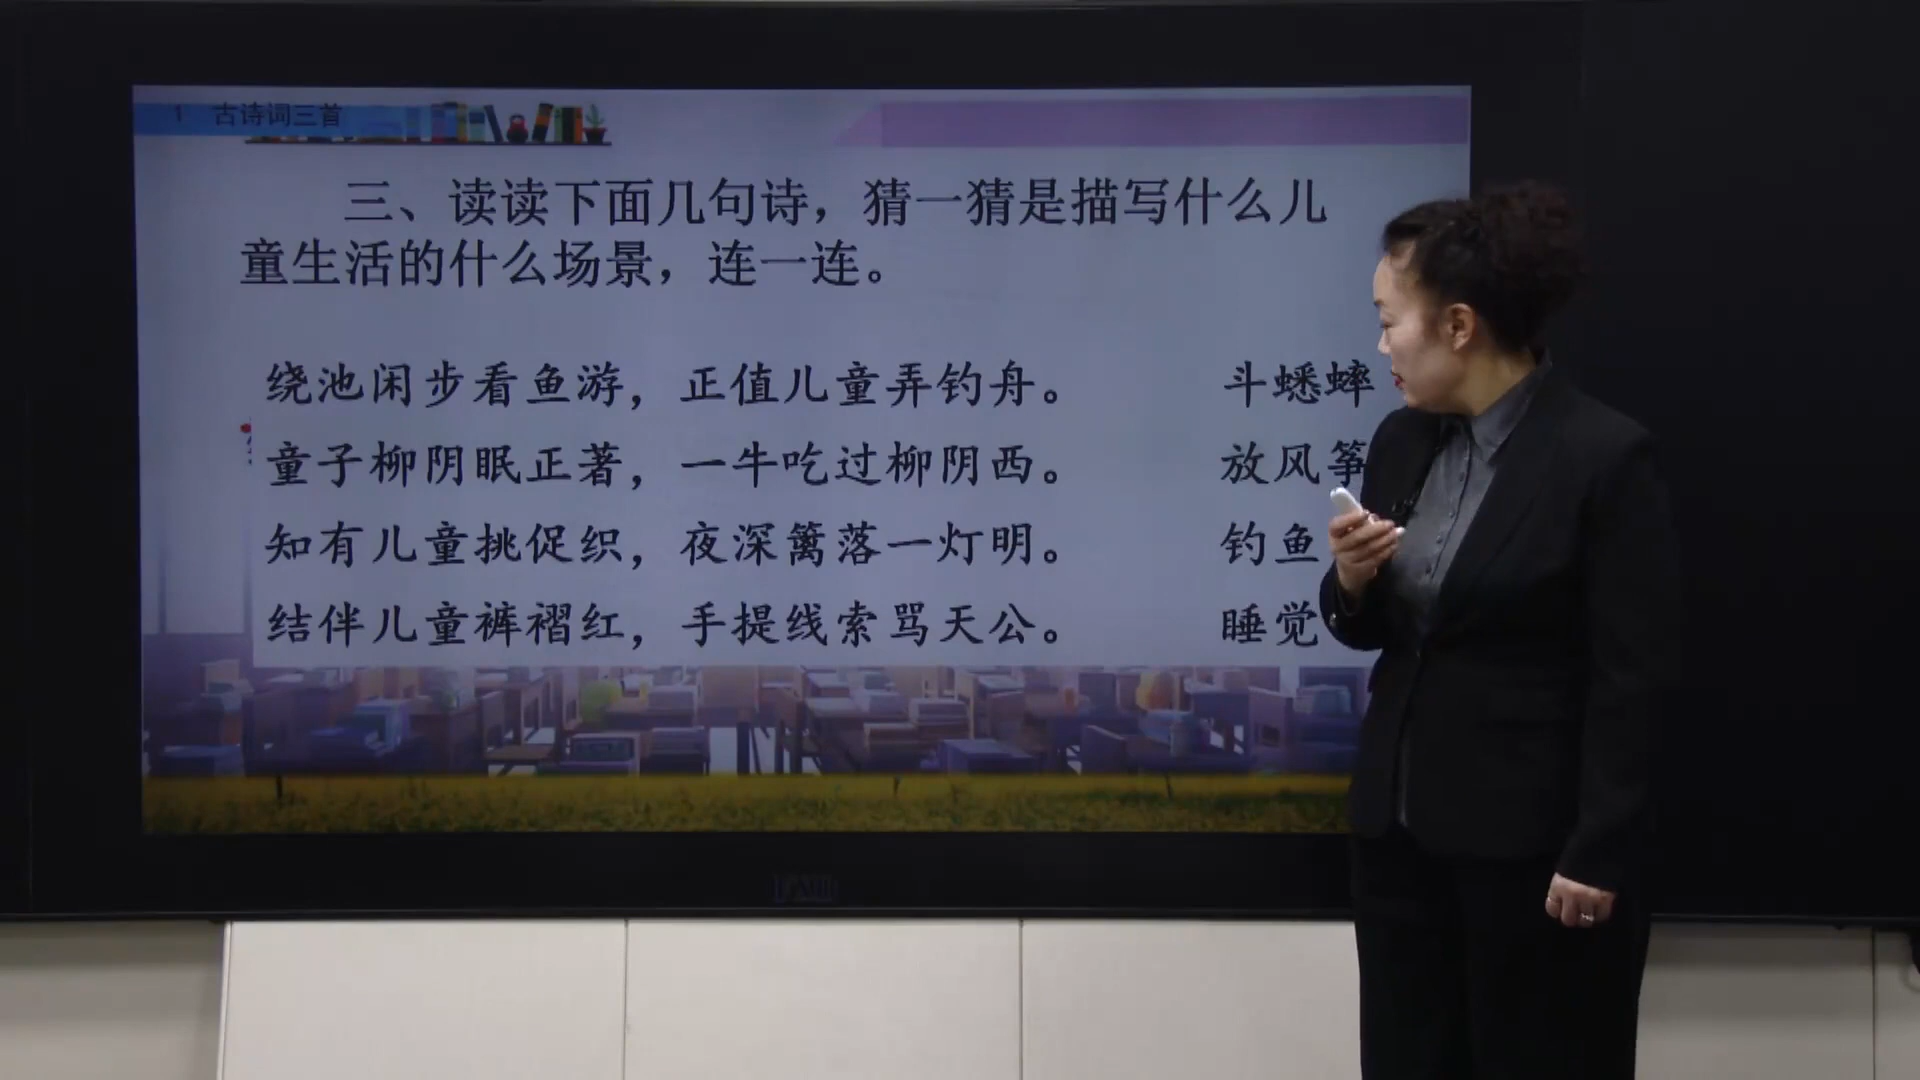 1 古诗词三首
三、读读下面几句诗，猜一猜是描写什么儿
童生活的什么场景，连一连。
绕池闲步看鱼游，正值儿童弄钓舟。 斗蟋蟀
童子柳阴眠正著，一牛吃过柳阴西。 放风筝
知有儿童挑促织，夜深篱落一灯明。 钓鱼
结伴儿童裤褶红，手提线索骂天公。 睡觉